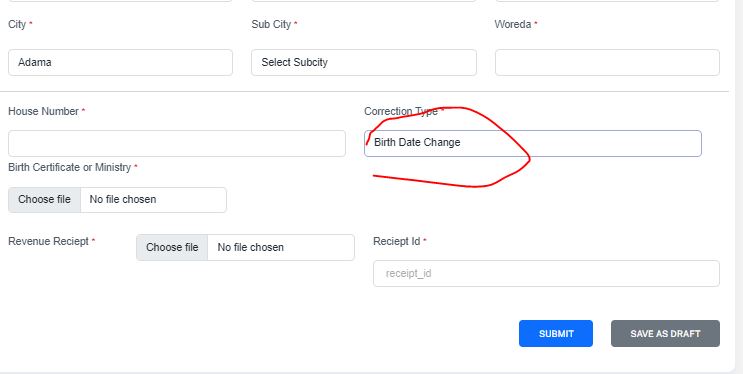 City * Sub City * Woreda *
Adama Select Subcity
House Number * Correction Type *
Birth Date Change
Birth Certificate or Ministry *
Choose file No file chosen
Revenue Reciept * Choose file No file chosen Reciept Id *
receipt_id
SUBMIT SAVE AS DRAFT